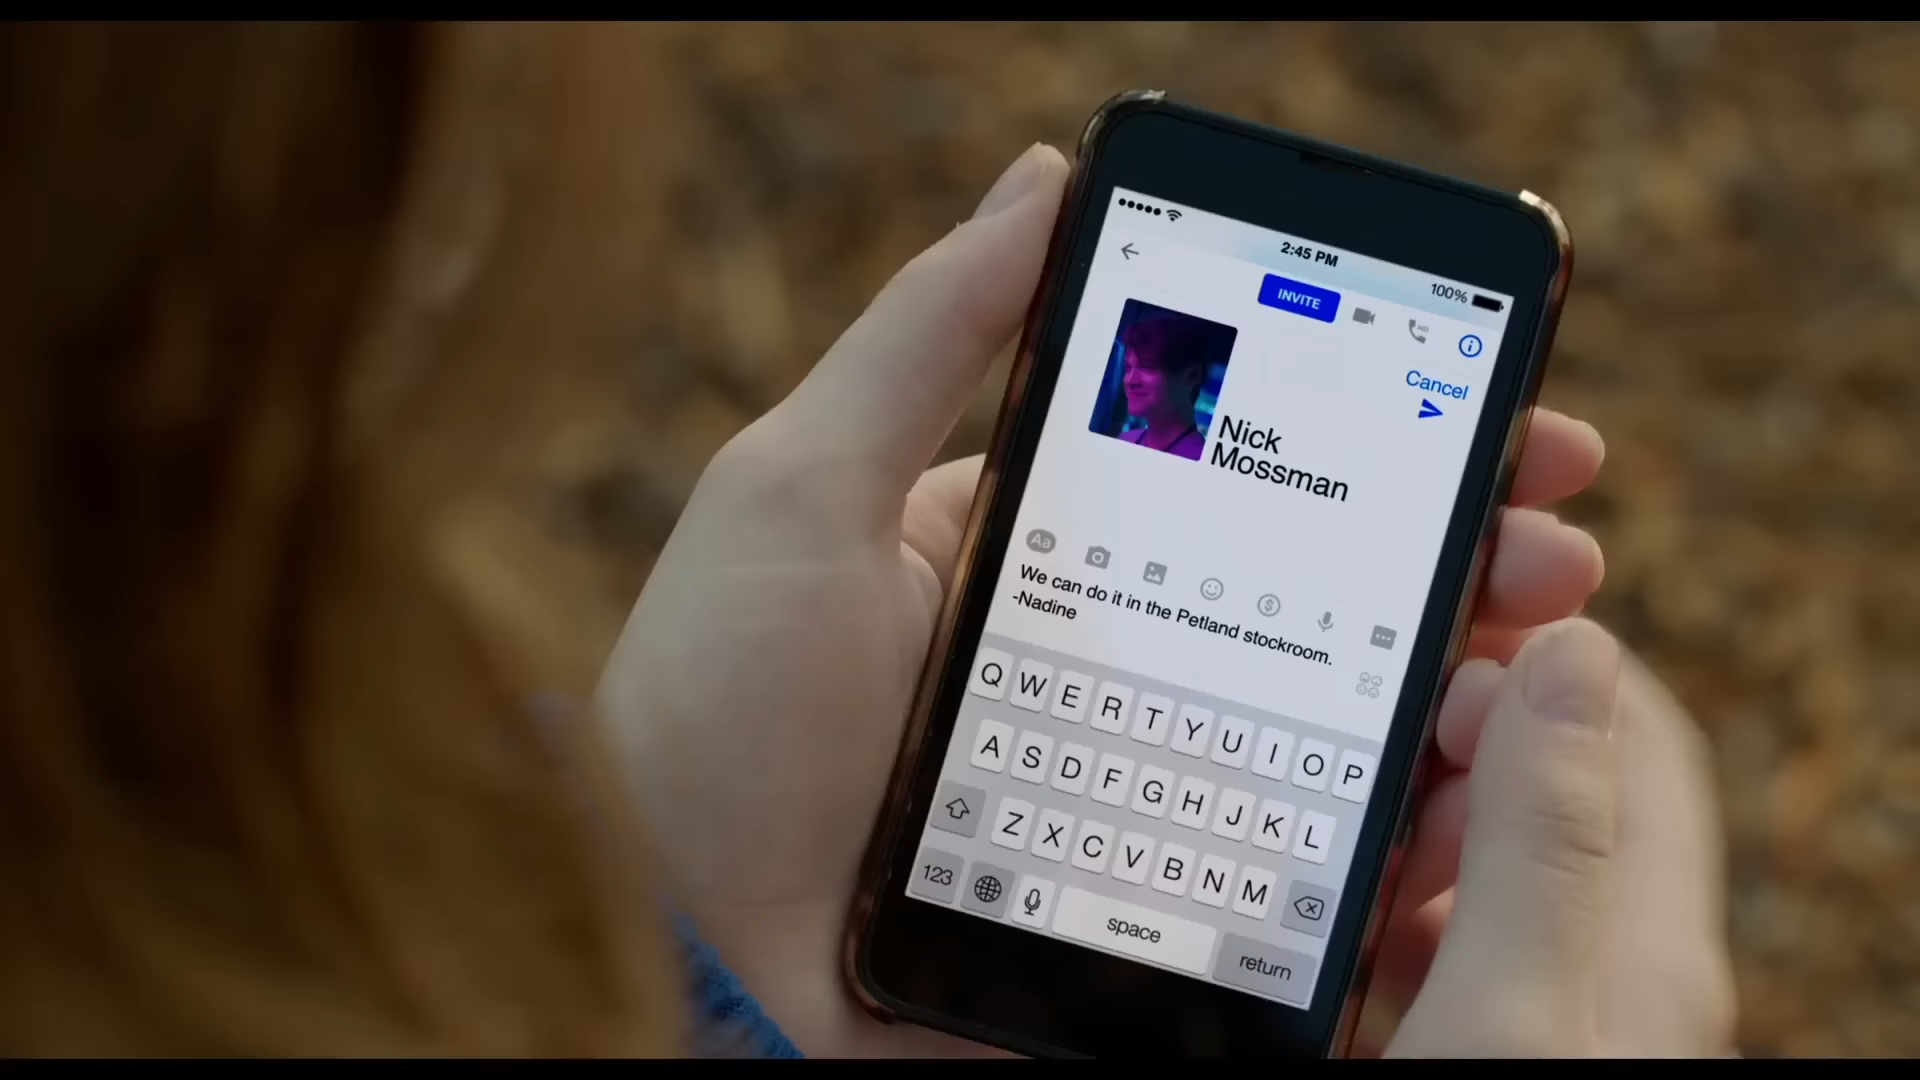 2:45 PM
100%
INVITE
HD
Cancel
Nick
Mossman
Aa
We can do it in the Petland stockroom.
-Nadine
Q W E R T Y U I O P
A S D F G H J K L
Z X C V B N M
123 space return